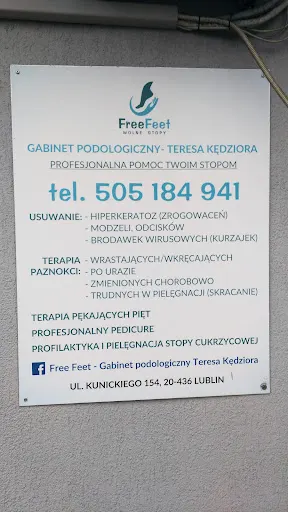 FreeFeet
WOLNE STOPY
GABINET PODOLOGICZNY- TERESA KĘDZIORA
PROFESJONALNA POMOC TWOIM STOPOM
tel. 505 184 941
USUWANIE: - HIPERKERATOZ (ZROGOWACEŃ)
- MODZELI, ODCISKÓW
- BRODAWEK WIRUSOWYCH (KURZAJEK)
TERAPIA - WRASTAJĄCYCH/WKRĘCAJĄCYCH
PAZNOKCI: - PO URAZIE
- ZMIENIONYCH CHOROBOWO
- TRUDNYCH W PIELĘGNACJI (SKRACANIE)
TERAPIA PĘKAJĄCYCH PIĘT
PROFESJONALNY PEDICURE
PROFILAKTYKA I PIELĘGNACJA STOPY CUKRZYCOWEJ
f Free Feet - Gabinet podologiczny Teresa Kędziora
UL. KUNICKIEGO 154, 20-436 LUBLIN